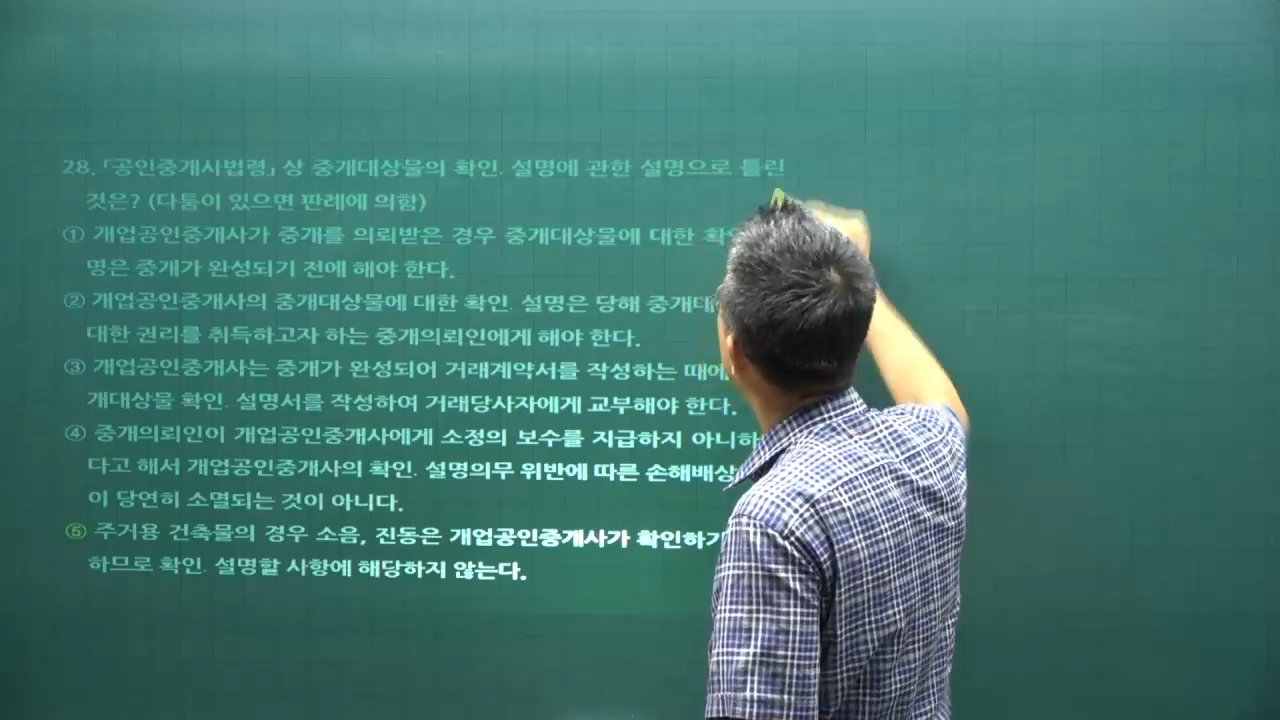 28. 「공인중개사법령」 상 중개대상물의 확인. 설명에 관한 설명으로 틀린
것은? (다툼이 있으면 판례에 의함)
① 개업공인중개사가 중개를 의뢰받은 경우 중개대상물에 대한
명은 중개가 완성되기 전에 해야 한다.
② 개업공인중개사의 중개대상물에 대한 확인. 설명은 당해
대한 권리를 취득하고자 하는 중개의뢰인에게 해야 한다.
③ 개업공인중개사는 중개가 완성되어 거래계약서를 작성하는 때에
개대상물 확인. 설명서를 작성하여 거래당사자에게 교부해야 한다.
④ 중개의뢰인이 개업공인중개사에게 소정의 보수를 지급하지 아니하
다고 해서 개업공인중개사의 확인. 설명의무 위반에 따른 손해배상
이 당연히 소멸되는 것이 아니다.
⑤ 주거용 건축물의 경우 소음, 진동은 개업공인중개사가 확인하기
하므로 확인. 설명할 사항에 해당하지 않는다.